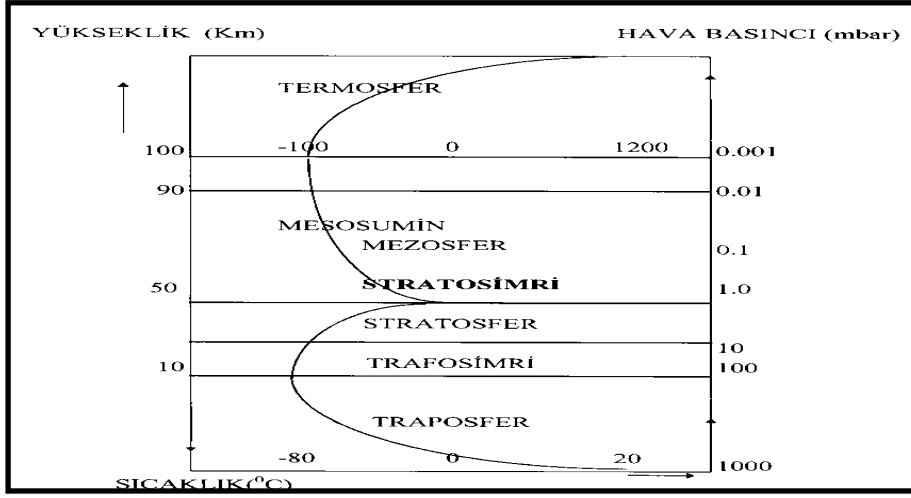 YÜKSEKLİK (Km) HAVA BASINCI (mbar)
TERMOSFER
100 -100 0 1200 0.001
90 0.01
MESOSUMİN
MEZOSFER 0.1
50 STRATOSİMRİ 1.0
STRATOSFER
10
10 TRAFOSİMRİ 100
TRAPOSFER
-80 0 20 1000
SICAKLIK(⁰C)